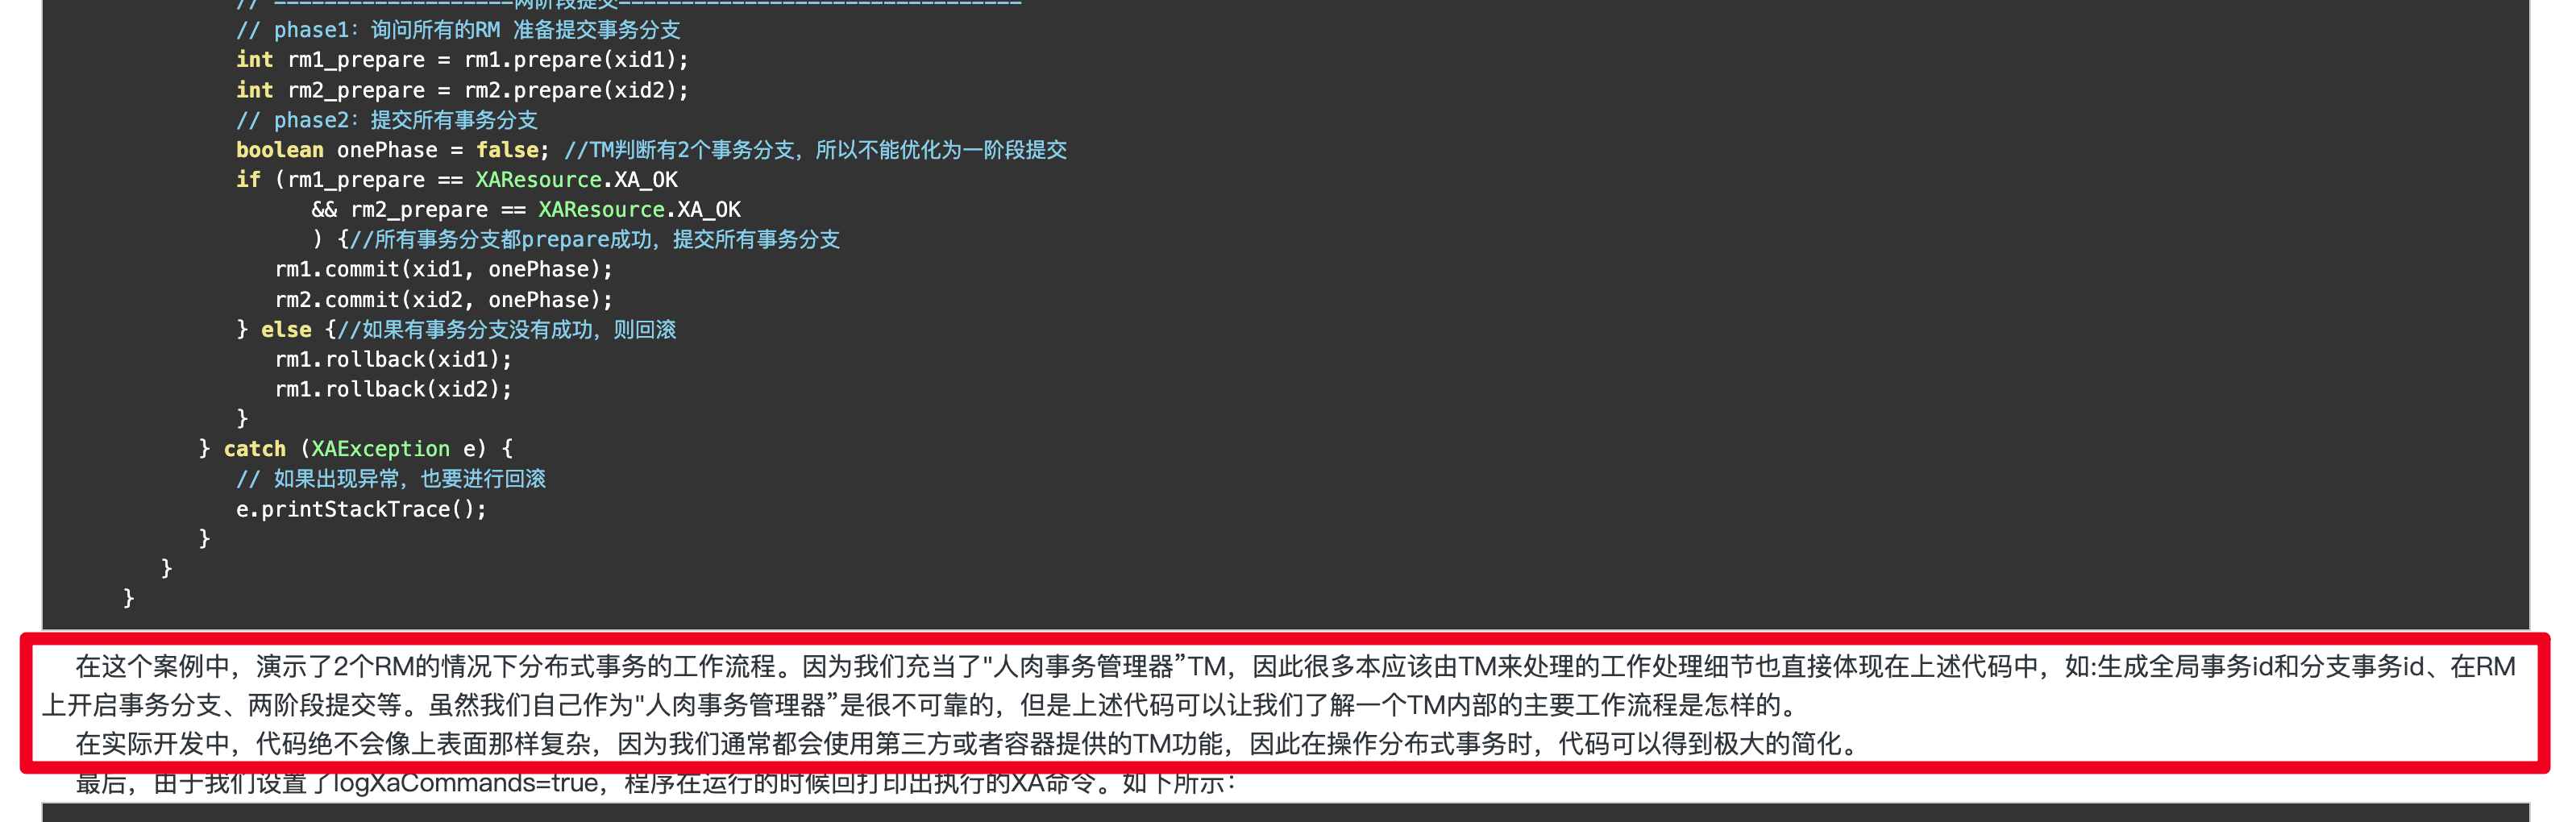 // ===================两阶段提交================================
// phase1：询问所有的RM 准备提交事务分支
int rm1_prepare = rm1.prepare(xid1);
int rm2_prepare = rm2.prepare(xid2);
// phase2：提交所有事务分支
boolean onePhase = false; //TM判断有2个事务分支，所以不能优化为一阶段提交
if (rm1_prepare == XAResource.XA_OK
&& rm2_prepare == XAResource.XA_OK
) {//所有事务分支都prepare成功，提交所有事务分支
rm1.commit(xid1, onePhase);
rm2.commit(xid2, onePhase);
} else {//如果有事务分支没有成功，则回滚
rm1.rollback(xid1);
rm1.rollback(xid2);
}
} catch (XAException e) {
// 如果出现异常，也要进行回滚
e.printStackTrace();
}
}
}
在这个案例中，演示了2个RM的情况下分布式事务的工作流程。因为我们充当了"人肉事务管理器”TM，因此很多本应该由TM来处理的工作处理细节也直接体现在上述代码中，如:生成全局事务id和分支事务id、在RM
上开启事务分支、两阶段提交等。虽然我们自己作为"人肉事务管理器”是很不可靠的，但是上述代码可以让我们了解一个TM内部的主要工作流程是怎样的。
在实际开发中，代码绝不会像上表面那样复杂，因为我们通常都会使用第三方或者容器提供的TM功能，因此在操作分布式事务时，代码可以得到极大的简化。
最后，由于我们设置了logXaCommands=true，程序在运行的时候回打印出执行的XA命令。如下所示：